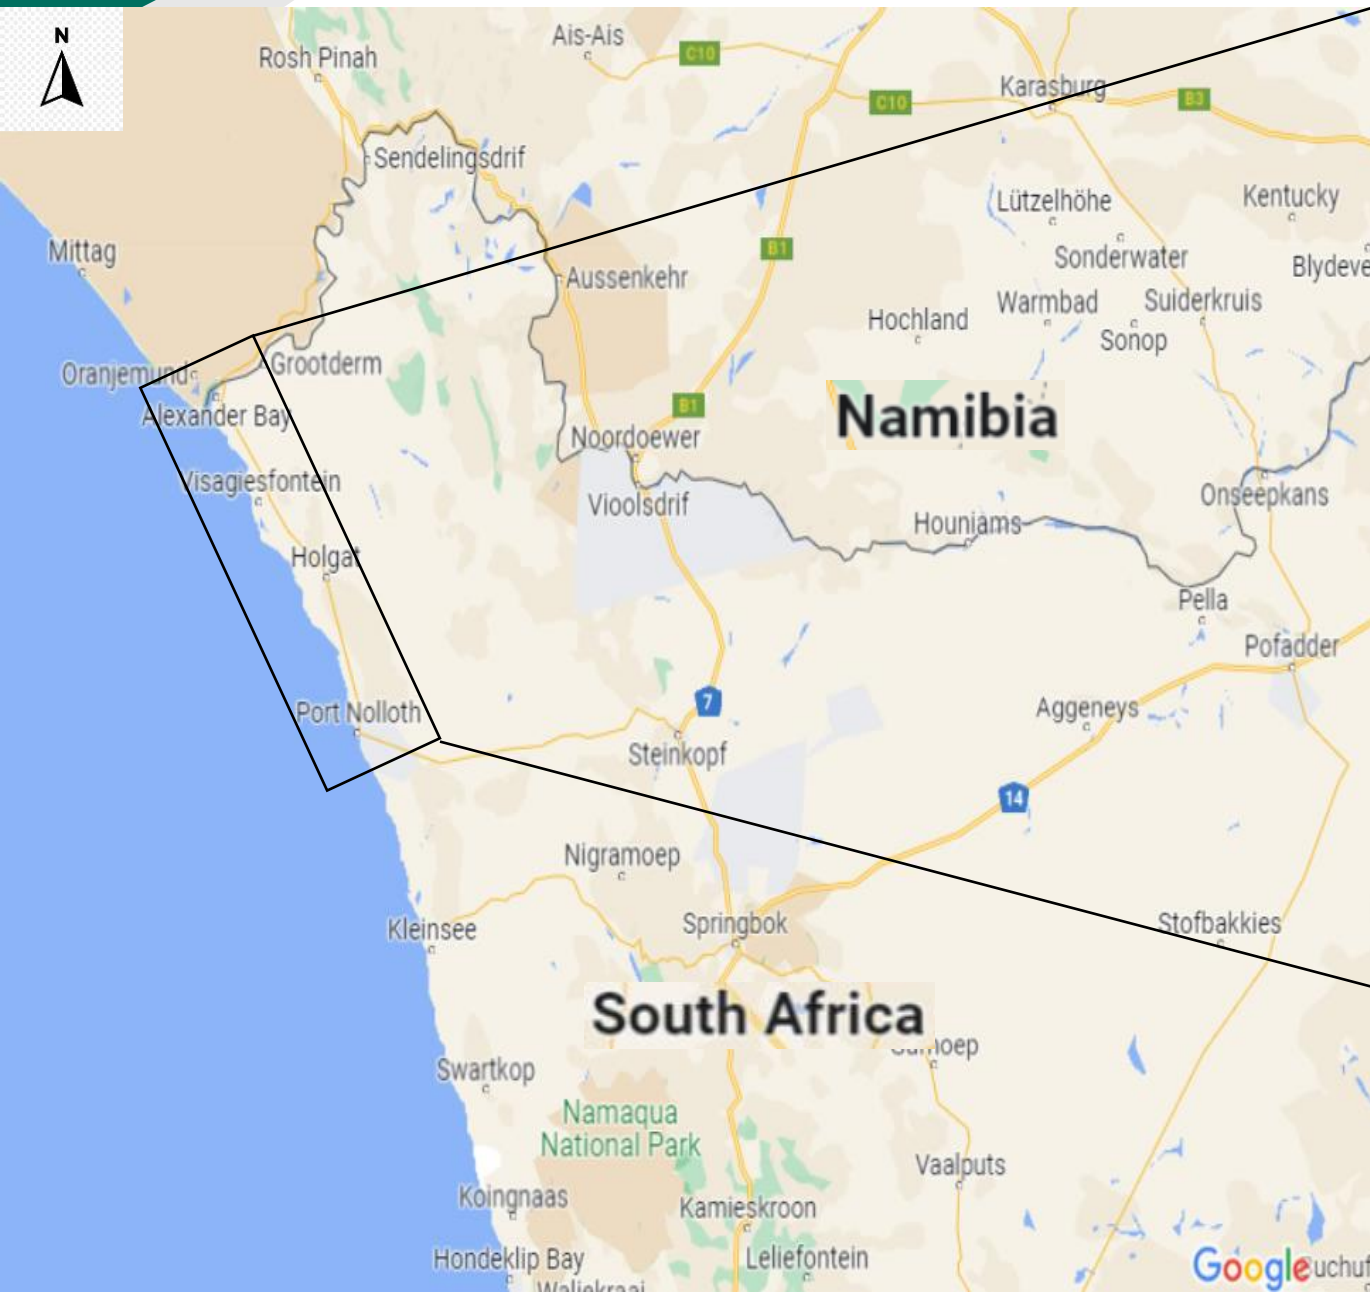 N
Ais-Ais
Rosh Pinah
C10
Karasburg
C10
B3
Sendelingsdrif
Lützelhöhe
Kentucky
Mittag
B1
Sonderwater
Blydeve
Aussenkehr
Warmbad
Suiderkruis
Hochland
Sonop
Grootderm
Oranjemund
B1
Alexander Bay
Namibia
Noordoewer
Visagiesfontein
Vioolsdrif
Onseepkans
Houniams
Holgat
Pella
Pofadder
7
Port Nolloth
Aggeneys
Steinkopf
14
Nigramoep
Kleinsee
Springbok
Stofbakkies
South Africa
Swartkop
Namaqua
National Park
Vaalputs
Koingnaas
Kamieskroon
Hondeklip Bay
Leliefontein
Google